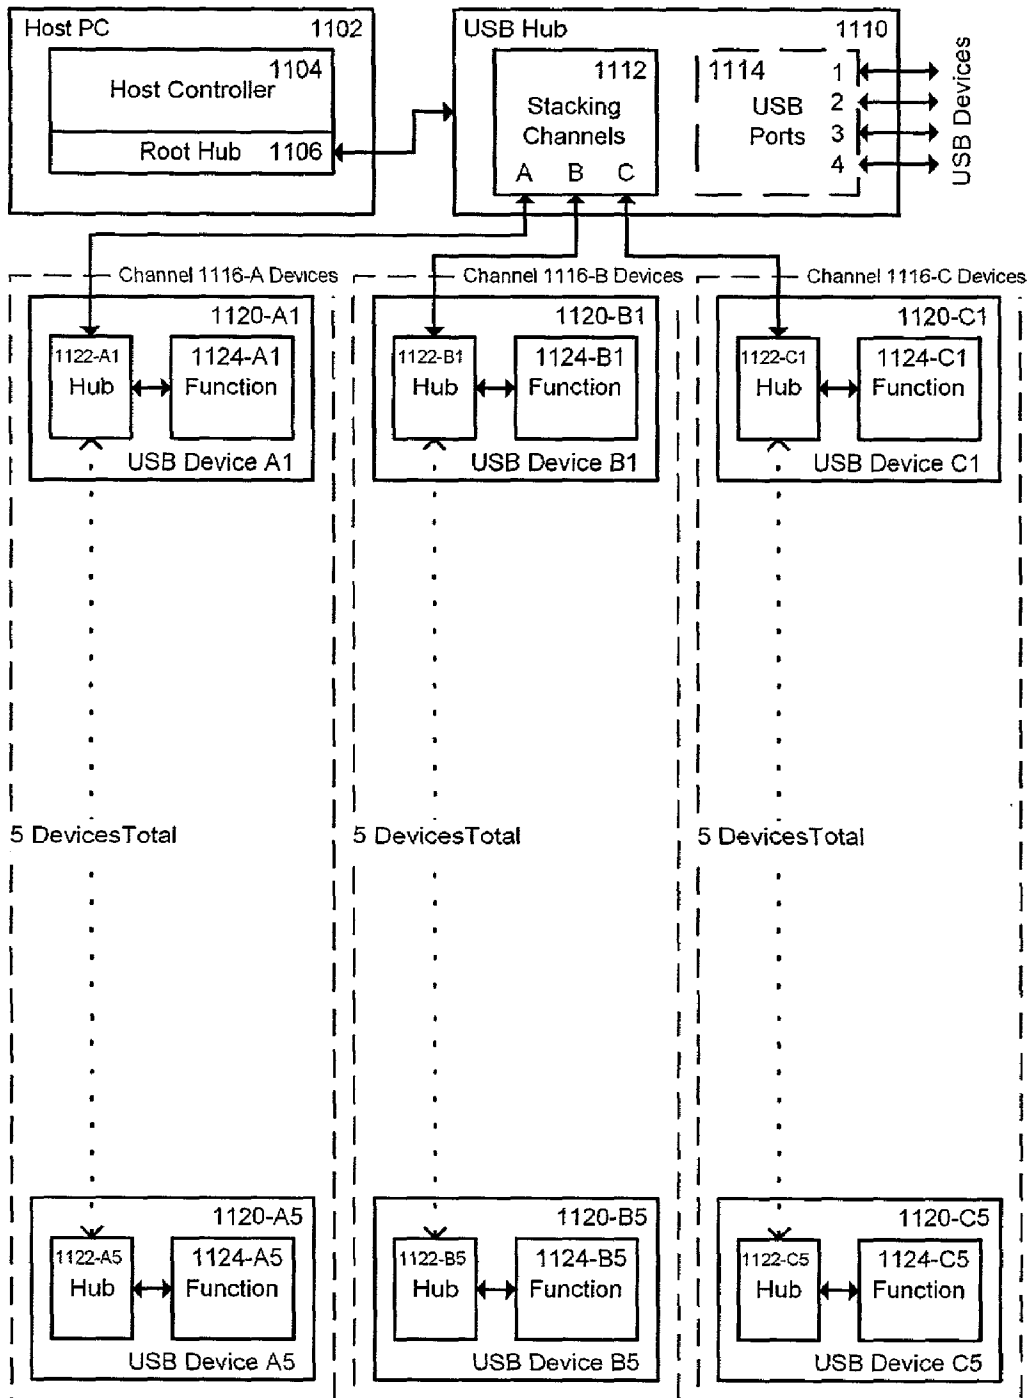 Host PC 1102
1104
Host Controller
Root Hub 1106
USB Hub 1110
1112
Stacking
Channels
A B C
1114
USB
Ports
1
2
3
4
USB Devices
Channel 1116-A Devices
1120-A1
1122-A1
Hub
1124-A1
Function
USB Device A1
5 DevicesTotal
1120-A5
1122-A5
Hub
1124-A5
Function
USB Device A5
Channel 1116-B Devices
1120-B1
1122-B1
Hub
1124-B1
Function
USB Device B1
5 DevicesTotal
1120-B5
1122-B5
Hub
1124-B5
Function
USB Device B5
Channel 1116-C Devices
1120-C1
1122-C1
Hub
1124-C1
Function
USB Device C1
5 DevicesTotal
1120-C5
1122-C5
Hub
1124-C5
Function
USB Device C5